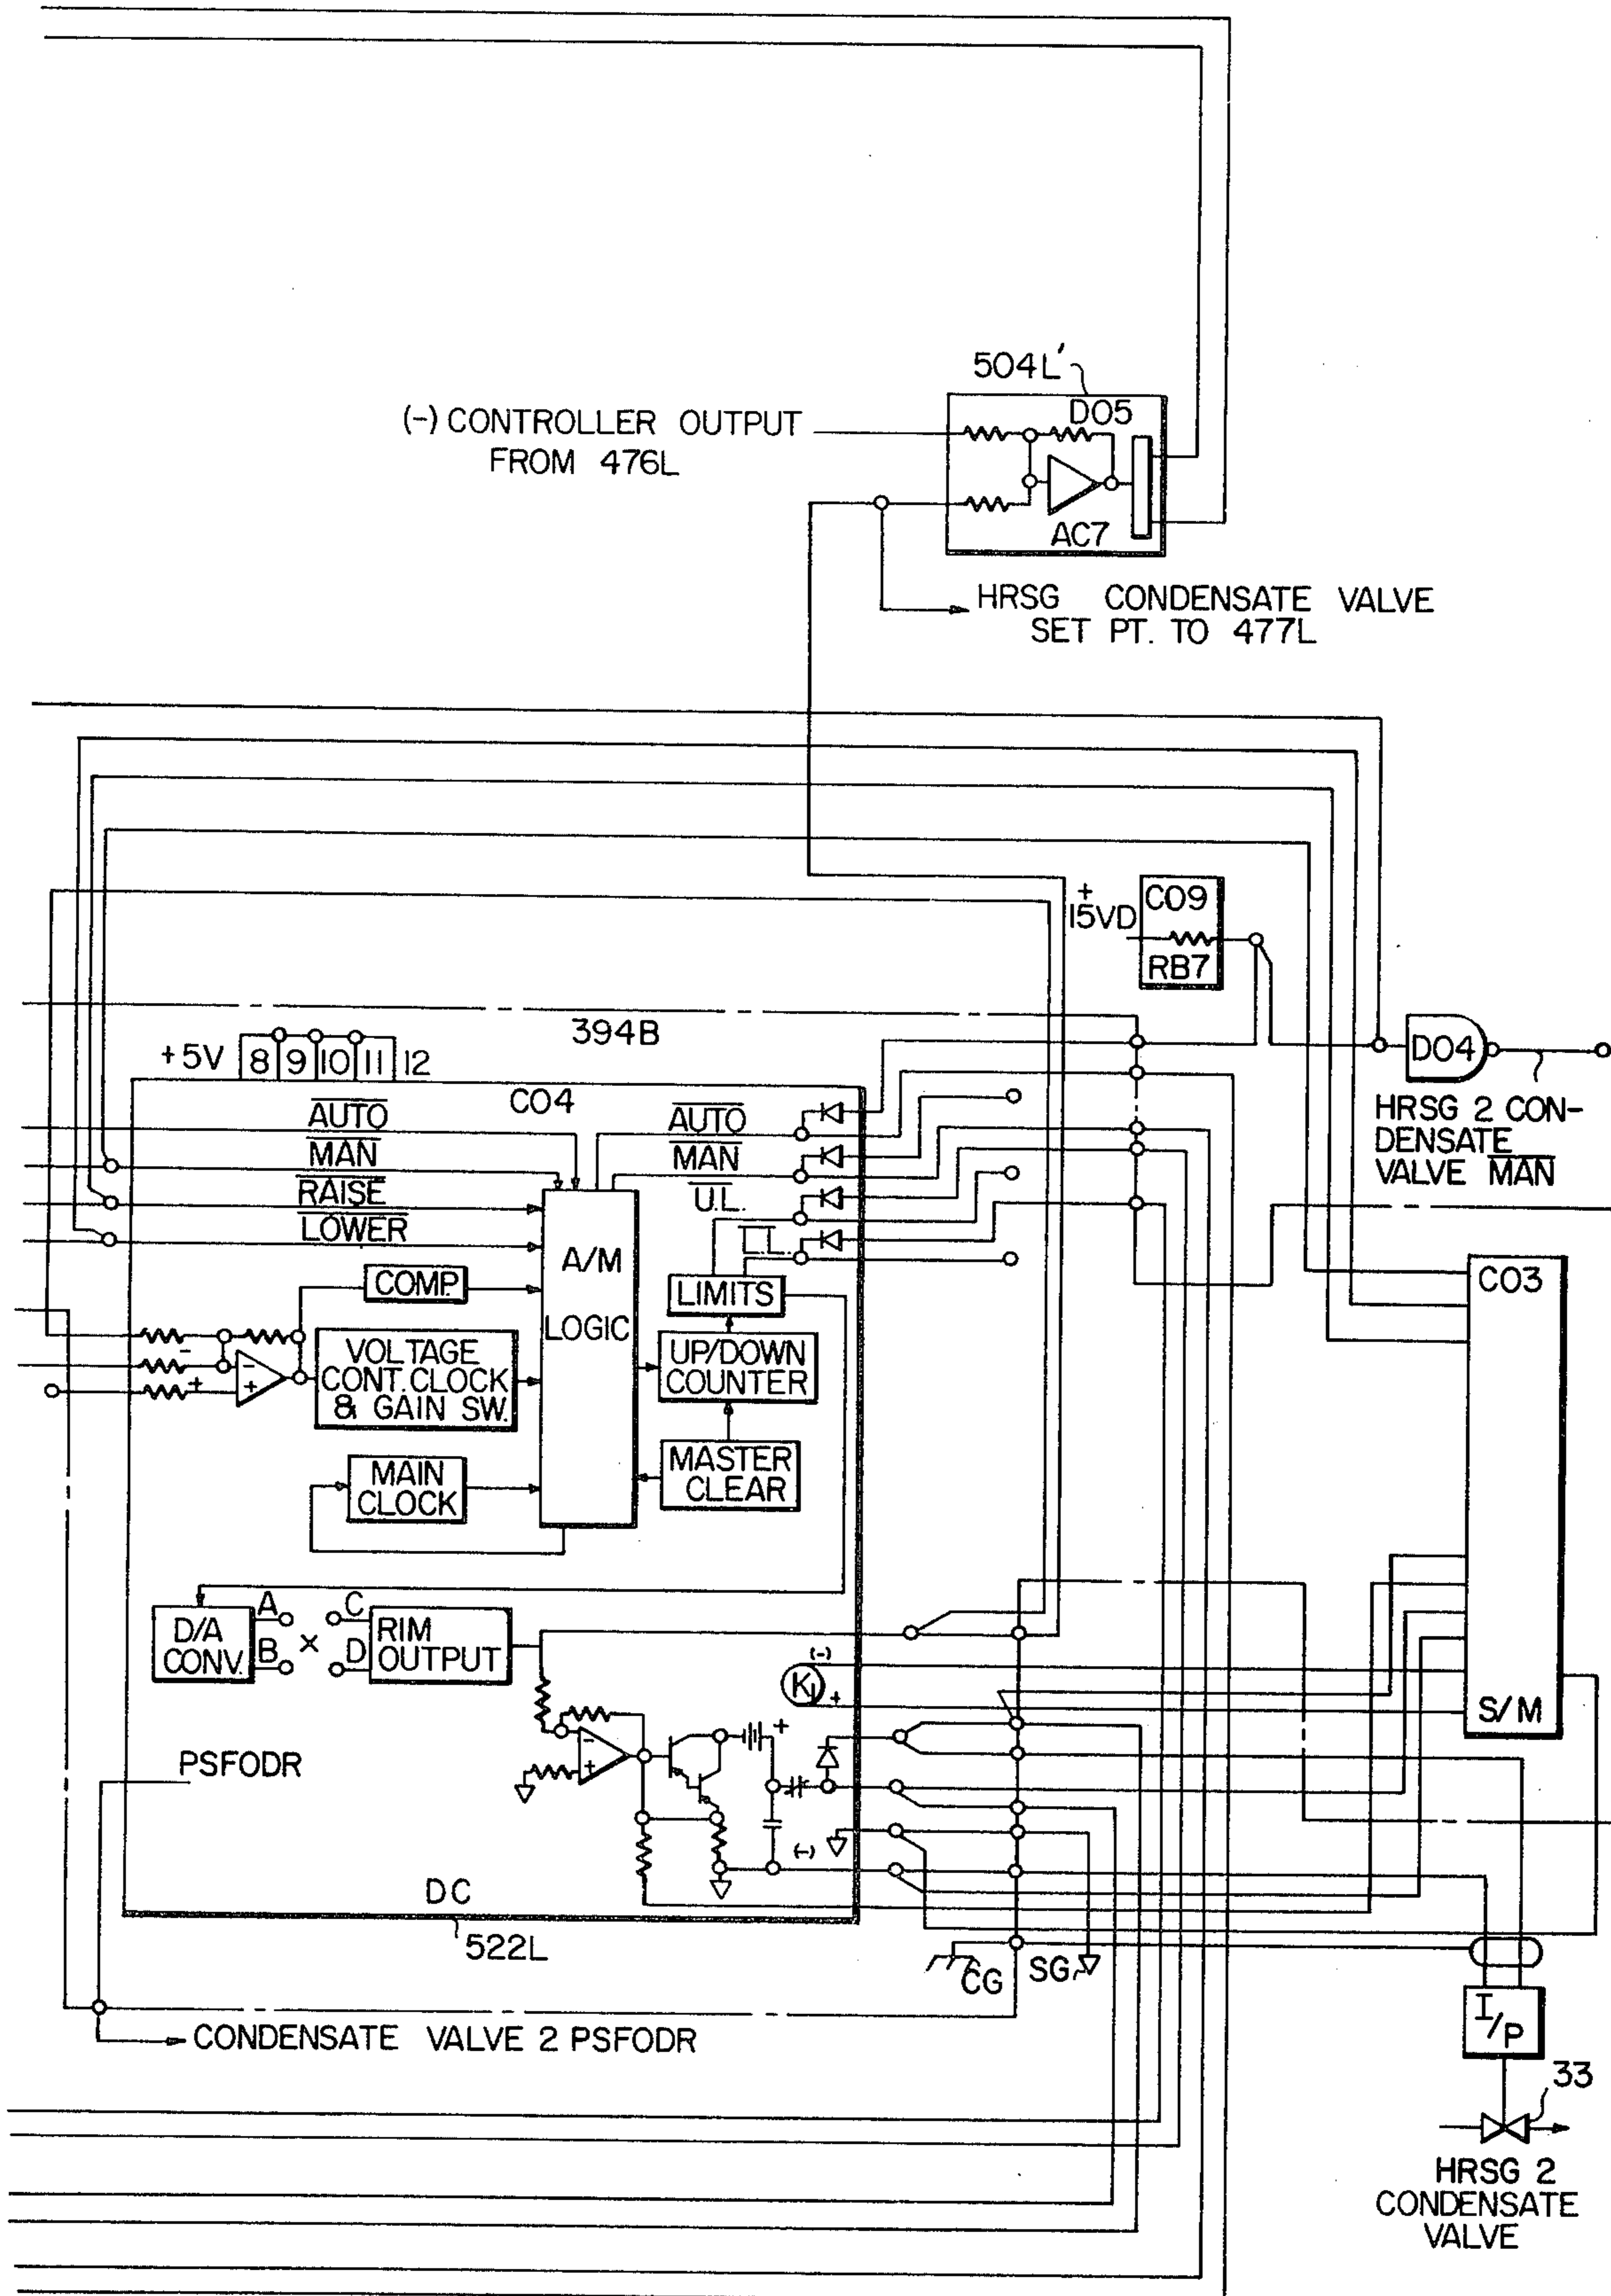 504L'
(-) CONTROLLER OUTPUT
FROM 476L
D05
AC7
HRSG CONDENSATE VALVE
SET PT. TO 477L
+
15VD
C09
RB7
394B
+5V 8 9 10 11 12
C04
D04
HRSG 2 CON-
DENSATE
VALVE MAN
AUTO
MAN
RAISE
LOWER
AUTO
MAN
U.L.
L.L.
A/M
LOGIC
COMP.
LIMITS
VOLTAGE
CONT. CLOCK
& GAIN SW.
UP/DOWN
COUNTER
MAIN
CLOCK
MASTER
CLEAR
- +
- +
C03
S/M
D/A
CONV.
A
B
X
C
D
RIM
OUTPUT
K1
(-)
+
- +
+
(-)
PSFODR
DC
522L
CG
SG
CONDENSATE VALVE 2 PSFODR
I/P
33
HRSG 2
CONDENSATE
VALVE